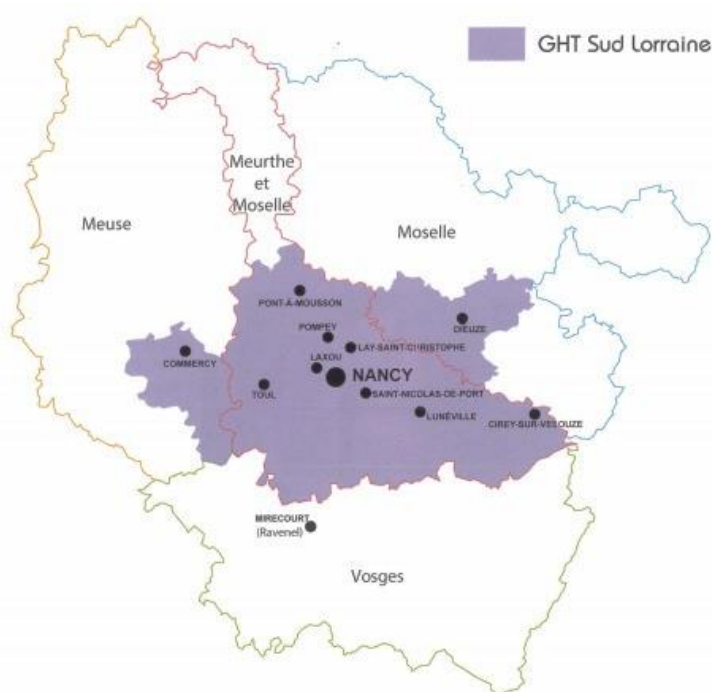 GHT Sud Lorraine
Meurthe
et
Moselle
Meuse
Moselle
PONT-À-MOUSSON
POMPEY
DIEUZE
LAY-SAINT-CHRISTOPHE
COMMERCY
LAXOU
NANCY
TOUL
SAINT-NICOLAS-DE-PORT
LUNÉVILLE
CIREY-SUR-VEZOUZE
MIRECOURT
(Ravenel)
Vosges